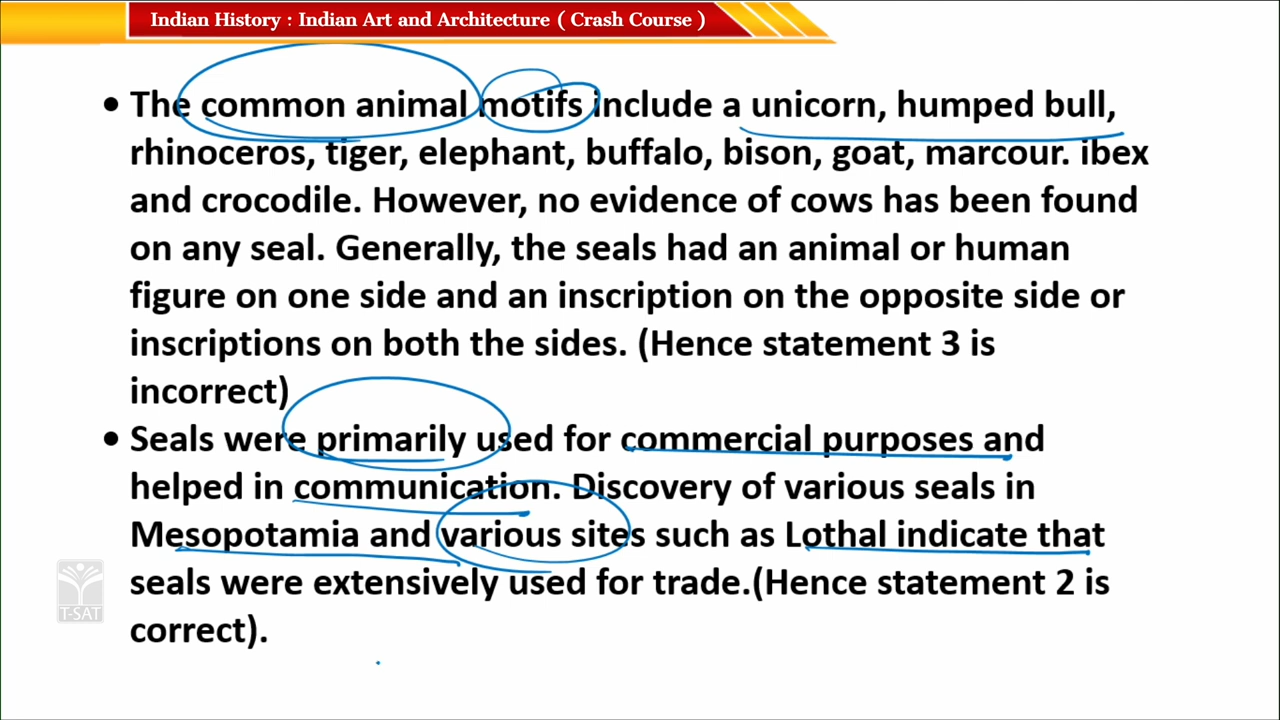 Indian History : Indian Art and Architecture ( Crash Course )
• The common animal motifs include a unicorn, humped bull,
rhinoceros, tiger, elephant, buffalo, bison, goat, marcour. ibex
and crocodile. However, no evidence of cows has been found
on any seal. Generally, the seals had an animal or human
figure on one side and an inscription on the opposite side or
inscriptions on both the sides. (Hence statement 3 is
incorrect)
• Seals were primarily used for commercial purposes and
helped in communication. Discovery of various seals in
Mesopotamia and various sites such as Lothal indicate that
seals were extensively used for trade.(Hence statement 2 is
correct).
T-SAT